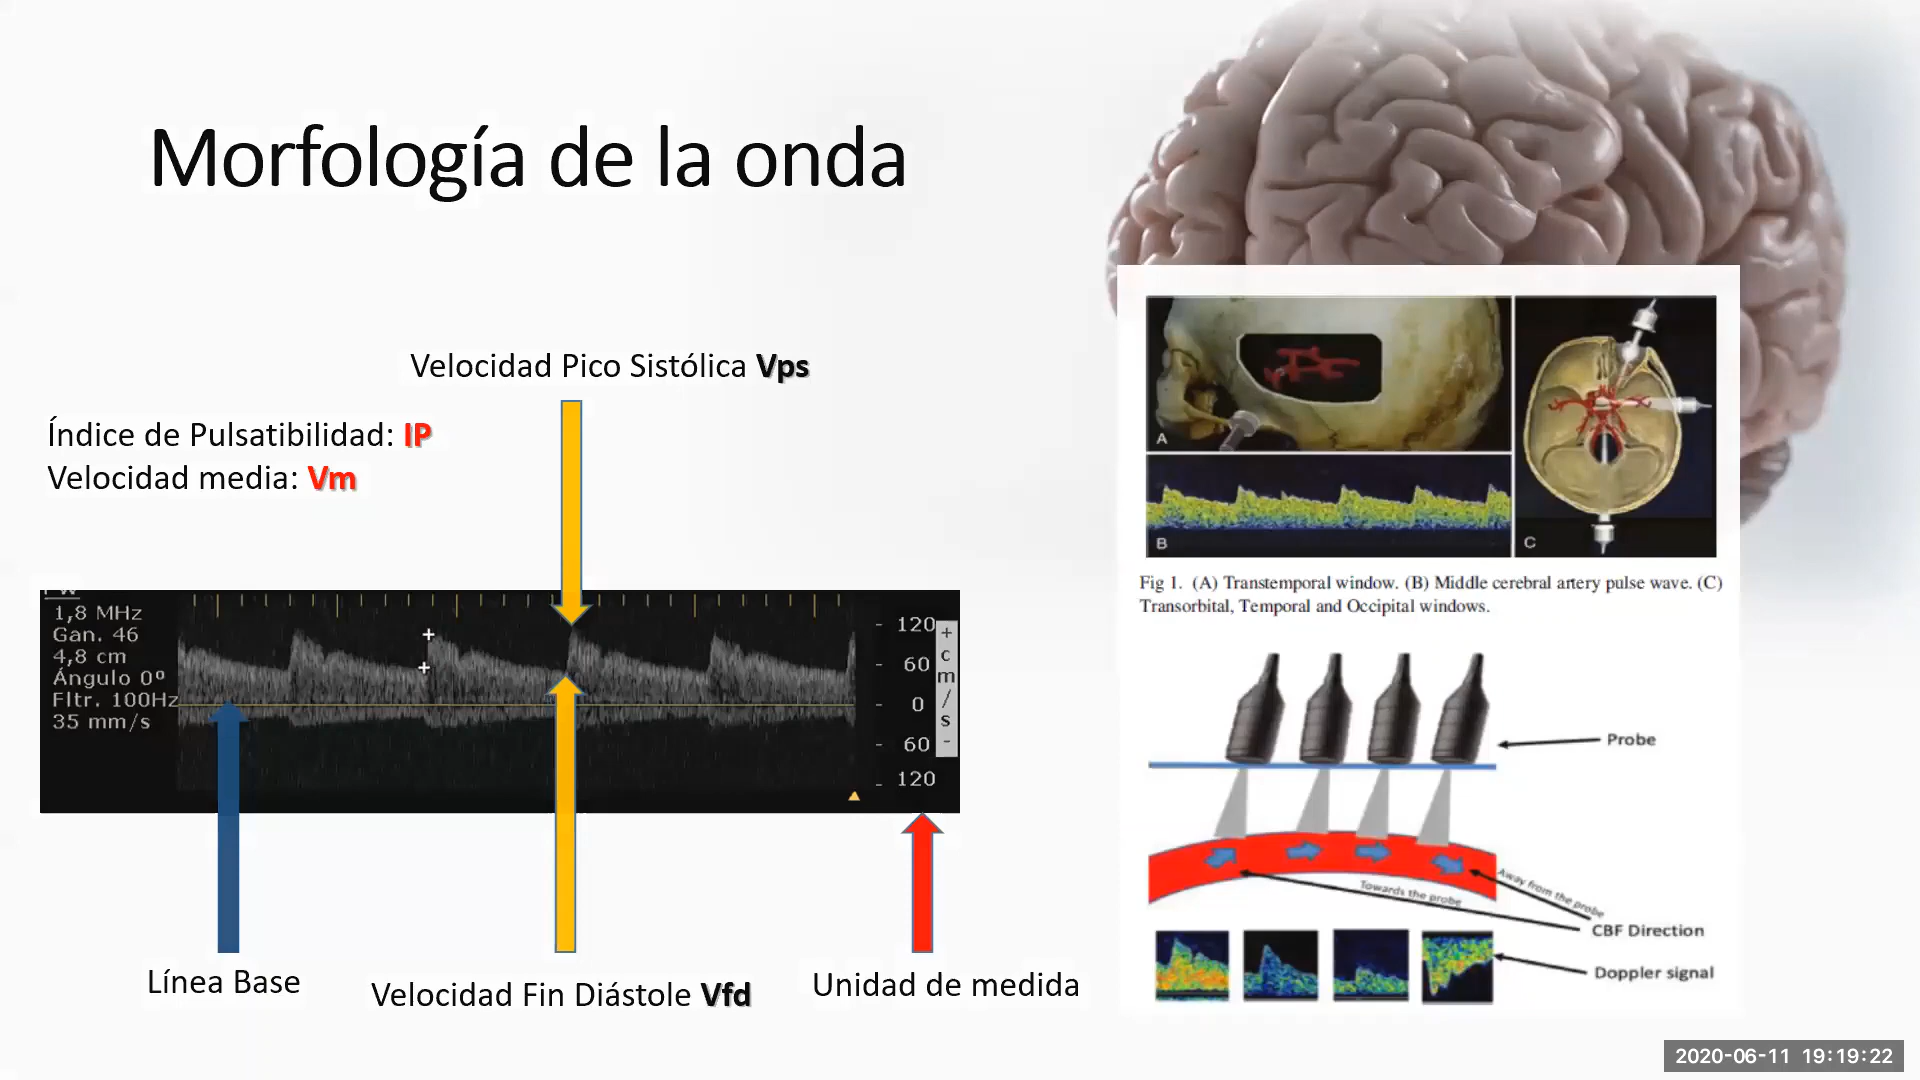 Morfología de la onda
Velocidad Pico Sistólica Vps
Índice de Pulsatibilidad: IP
Velocidad media: Vm
1,8 MHz
Gan. 46
4,8 cm
Ángulo 0º
Fltr. 100Hz
35 mm/s
120
60
0
60
120
+
cm/s
-
Línea Base
Velocidad Fin Diástole Vfd
Unidad de medida
A
B
C
Fig 1. (A) Transtemporal window. (B) Middle cerebral artery pulse wave. (C)
Transorbital, Temporal and Occipital windows.
Probe
Towards the probe
Away from the probe
CBF Direction
Doppler signal
2020-06-11 19:19:22